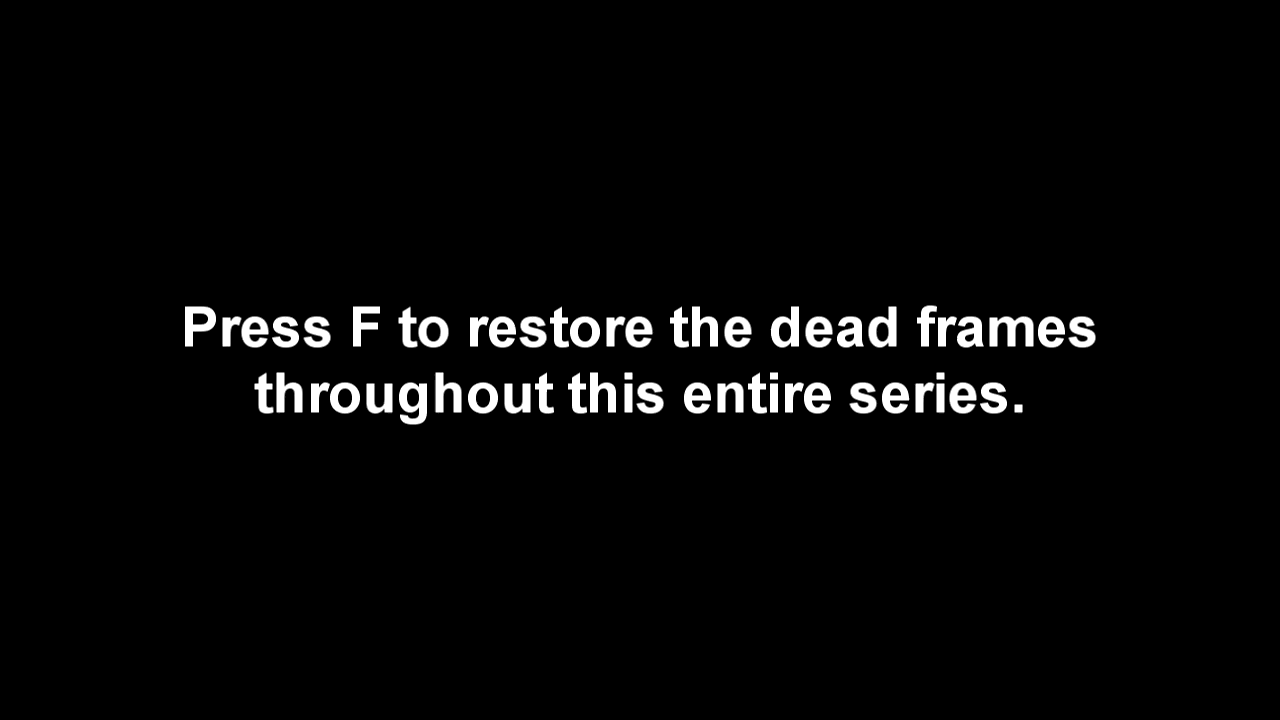 Press F to restore the dead frames
throughout this entire series.